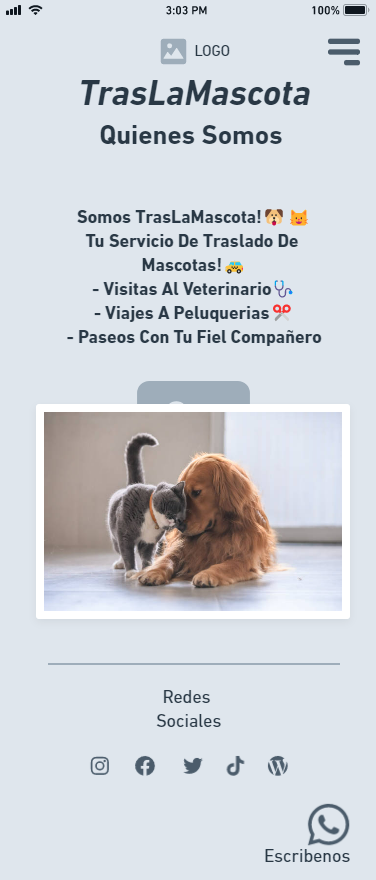 3:03 PM
100%
LOGO
TrasLaMascota
Quienes Somos
Somos TrasLaMascota! 🐶 😺
Tu Servicio De Traslado De
Mascotas! 🚕
- Visitas Al Veterinario 🩺
- Viajes A Peluquerias ✂️
- Paseos Con Tu Fiel Compañero
Redes
Sociales
Escribenos